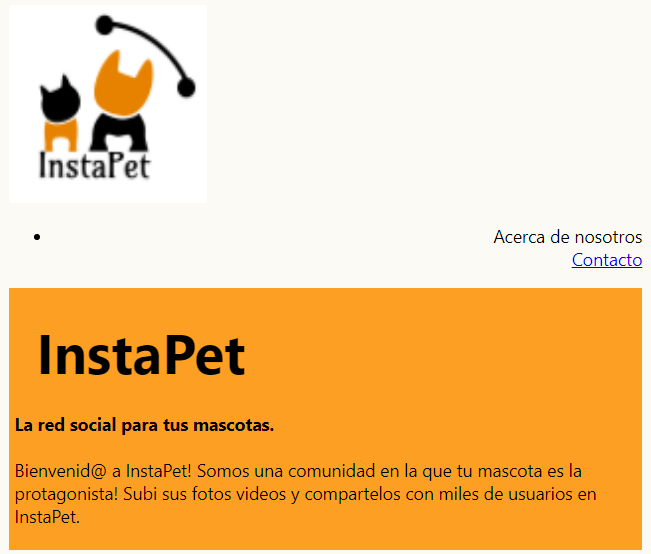 InstaPet
Acerca de nosotros
Contacto
InstaPet
La red social para tus mascotas.
Bienvenid@ a InstaPet! Somos una comunidad en la que tu mascota es la
protagonista! Subi sus fotos videos y compartelos con miles de usuarios en
InstaPet.